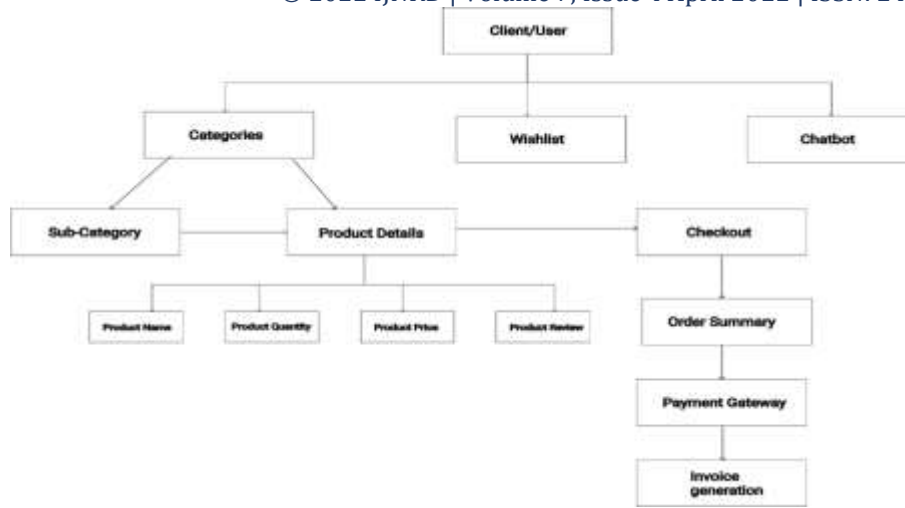 Client/User
Categories
Wishlist
Chatbot
Sub-Category
Product Details
Checkout
Product Name
Product Quantity
Product Price
Product Review
Order Summary
Payment Gateway
Invoice
generation